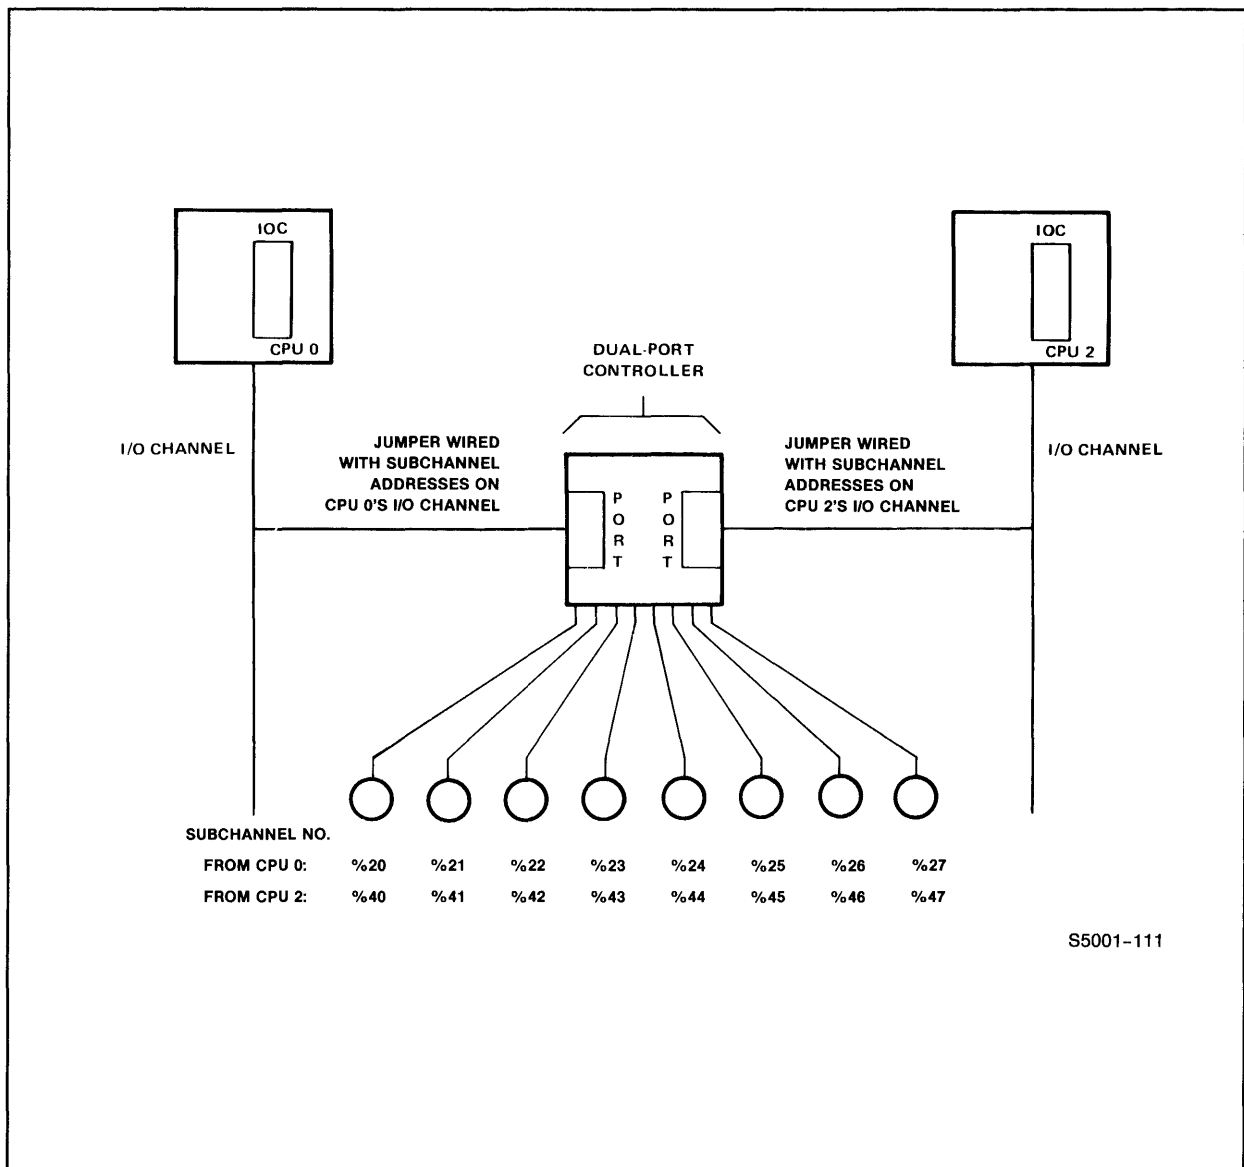 IOC
CPU 0
IOC
CPU 2
DUAL-PORT
CONTROLLER
I/O CHANNEL
JUMPER WIRED
WITH SUBCHANNEL
ADDRESSES ON
CPU 0'S I/O CHANNEL
PORT
PORT
JUMPER WIRED
WITH SUBCHANNEL
ADDRESSES ON
CPU 2'S I/O CHANNEL
I/O CHANNEL
SUBCHANNEL NO.
FROM CPU 0: %20 %21 %22 %23 %24 %25 %26 %27
FROM CPU 2: %40 %41 %42 %43 %44 %45 %46 %47
S5001-111